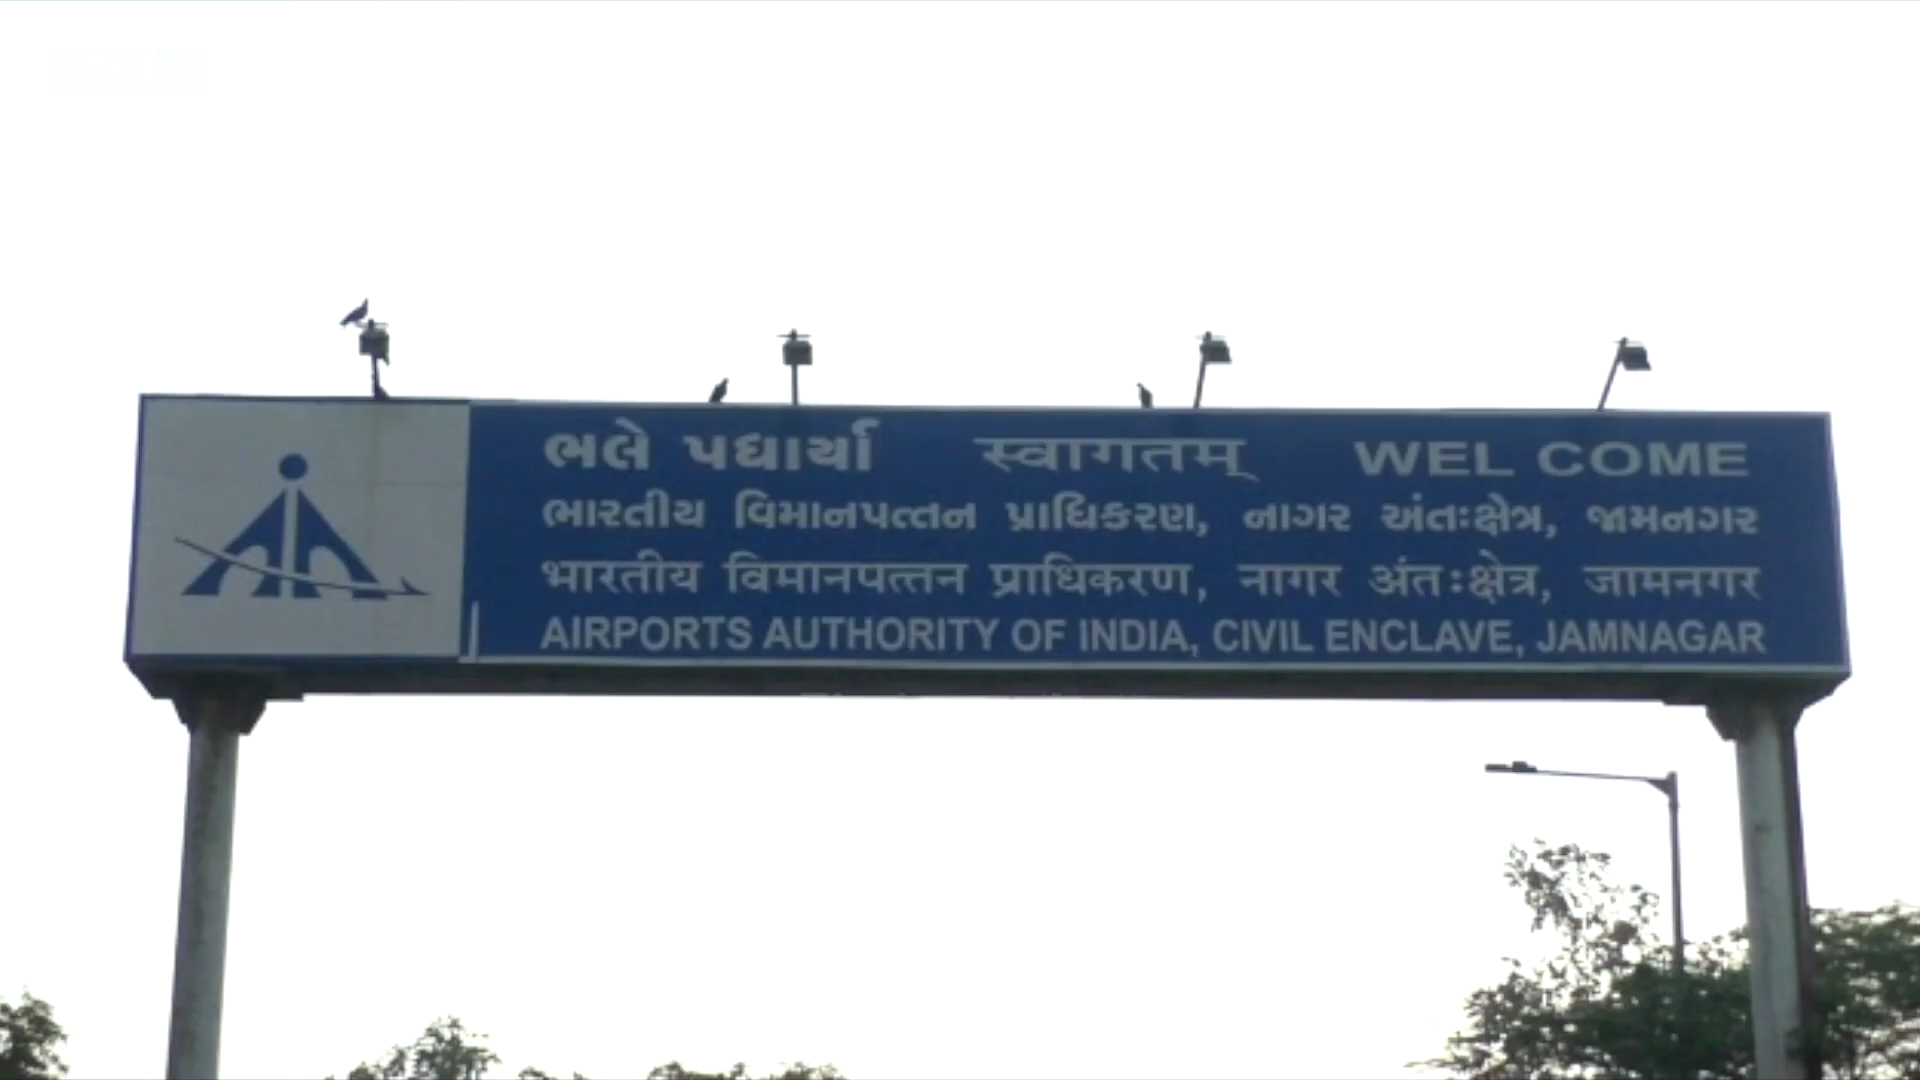 ભલે પધાર્યા स्वागतम् WEL COME
ભારતીય વિમાનપત્તન પ્રાધિકરણ, નાગર અંતઃક્ષેત્ર, જામનગર
भारतीय विमानपत्तन प्राधिकरण, नागर अंतःक्षेत्र, जामनगर
AIRPORTS AUTHORITY OF INDIA, CIVIL ENCLAVE, JAMNAGAR